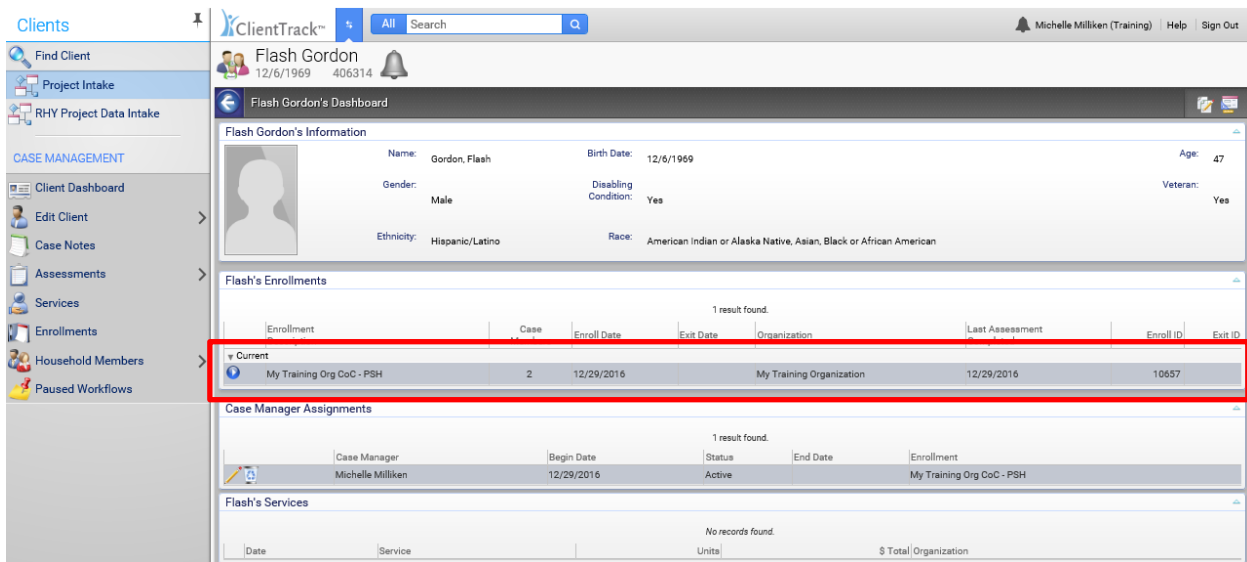 Clients
ClientTrack™
All Search
Michelle Milliken (Training) Help Sign Out
Find Client
Project Intake
RHY Project Data Intake
CASE MANAGEMENT
Client Dashboard
Edit Client
Case Notes
Assessments
Services
Enrollments
Household Members
Paused Workflows
Flash Gordon
12/6/1969 406314
Flash Gordon's Dashboard
Flash Gordon's Information
Name: Gordon, Flash Birth Date: 12/6/1969 Age: 47
Gender: Male Disabling Condition: Yes Veteran: Yes
Ethnicity: Hispanic/Latino Race: American Indian or Alaska Native, Asian, Black or African American
Flash's Enrollments
1 result found.
Enrollment Case Enroll Date Exit Date Organization Last Assessment Enroll ID Exit ID
Current
My Training Org CoC - PSH 2 12/29/2016 My Training Organization 12/29/2016 10657
Case Manager Assignments
1 result found.
Case Manager Begin Date Status End Date Enrollment
Michelle Milliken 12/29/2016 Active My Training Org CoC - PSH
Flash's Services
No records found.
Date Service Units $ Total Organization